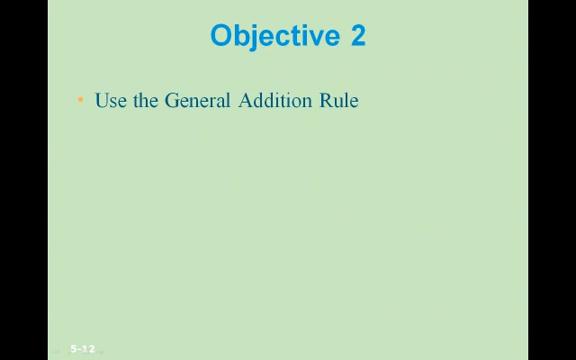 Objective 2
• Use the General Addition Rule
5-12